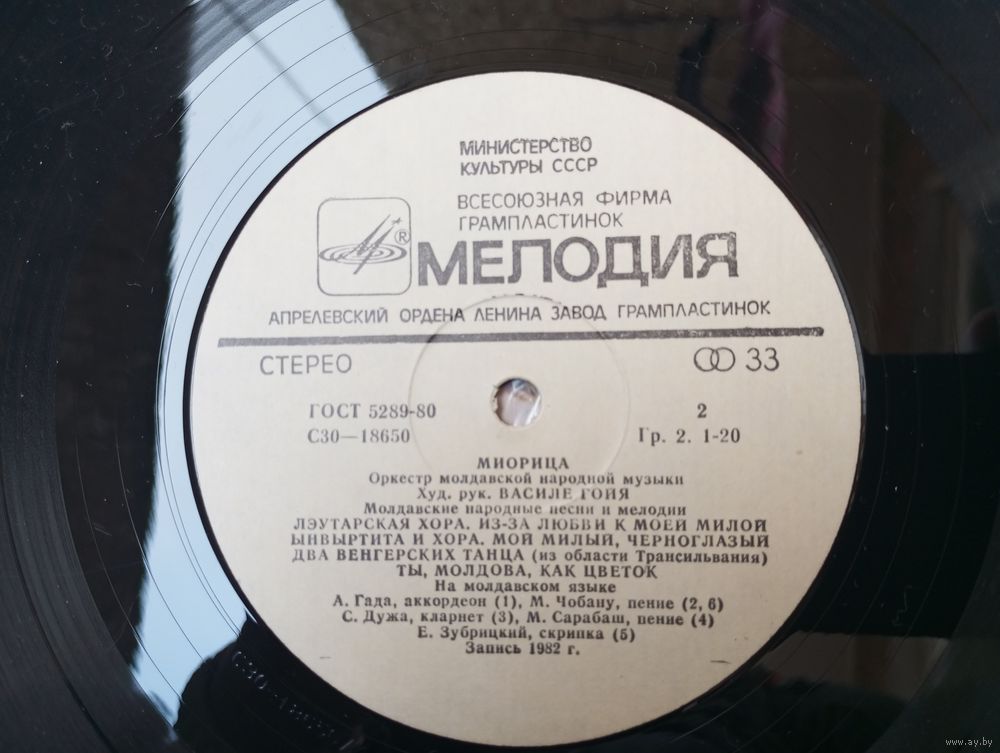 МИНИСТЕРСТВО
КУЛЬТУРЫ СССР
ВСЕСОЮЗНАЯ ФИРМА
ГРАМПЛАСТИНОК
® МЕЛОДИЯ
АПРЕЛЕВСКИЙ ОРДЕНА ЛЕНИНА ЗАВОД ГРАМПЛАСТИНОК
СТЕРЕО 33
ГОСТ 5289-80 2
С30—18650 Гр. 2. 1-20
МИОРИЦА
Оркестр молдавской народной музыки
Худ. рук. ВАСИЛЕ ГОЙЯ
Молдавские народные песни и мелодии
ЛЭУТАРСКАЯ ХОРА. ИЗ-ЗА ЛЮБВИ К МОЕЙ МИЛОЙ
ЫНВЫРТИТА И ХОРА. МОЙ МИЛЫЙ, ЧЕРНОГЛАЗЫЙ
ДВА ВЕНГЕРСКИХ ТАНЦА (из области Трансильвания)
ТЫ, МОЛДОВА, КАК ЦВЕТОК
На молдавском языке
А. Гада, аккордеон (1), М. Чобану, пение (2, 6)
С. Дужа, кларнет (3), М. Сарабаш, пение (4)
Е. Зубрицкий, скрипка (5)
Запись 1982 г.
www.ay.by